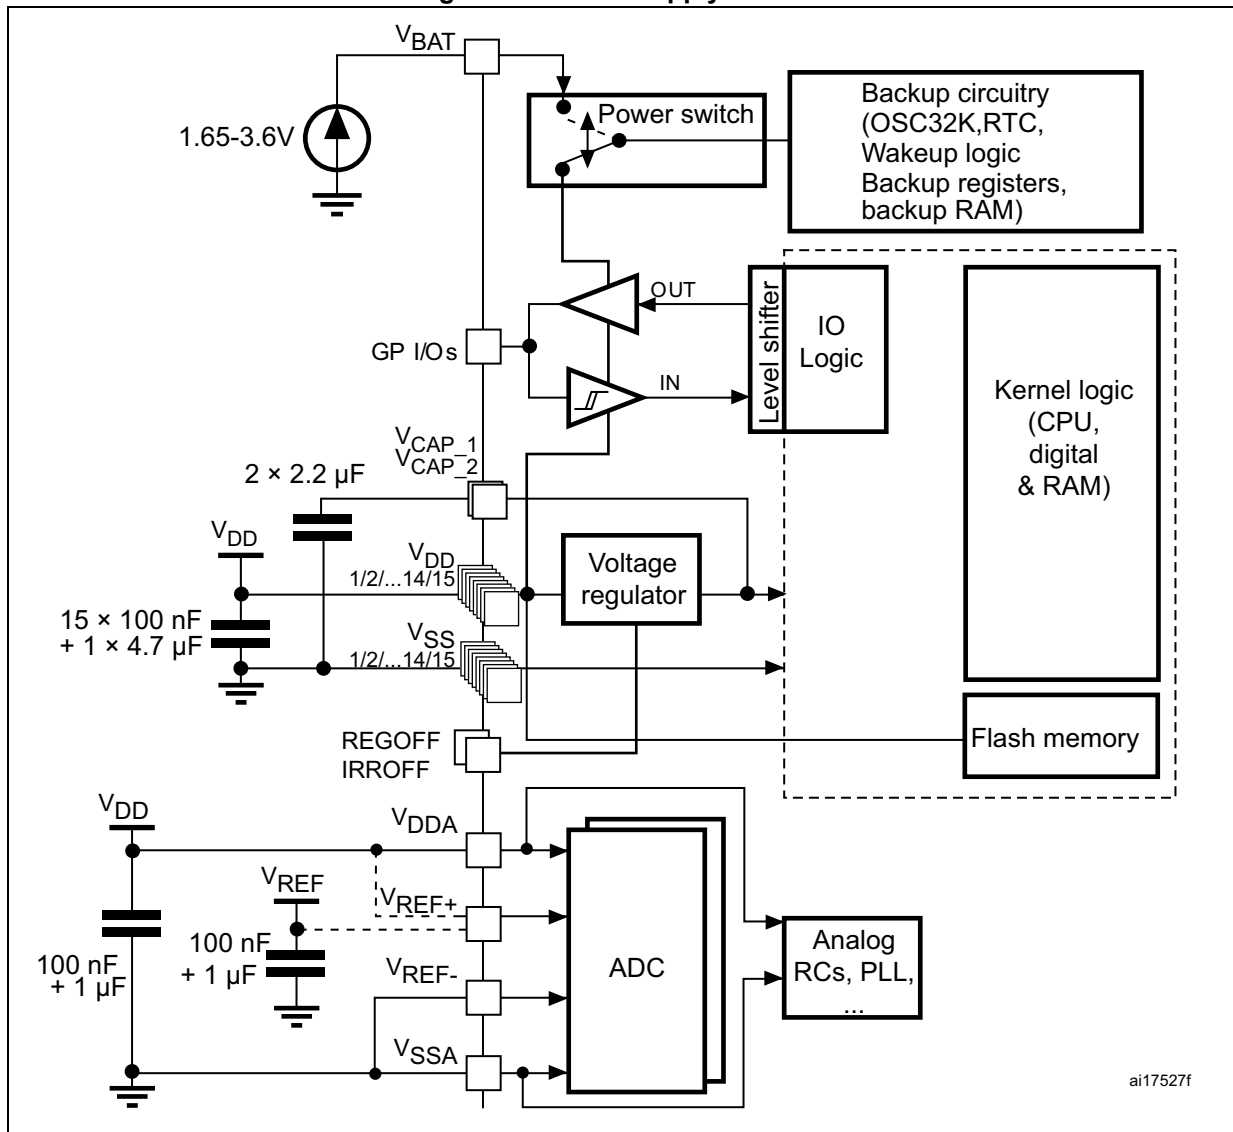 VBAT
Power switch
1.65-3.6V
Backup circuitry
(OSC32K,RTC,
Wakeup logic
Backup registers,
backup RAM)
OUT
GP I/Os
IN
Level shifter
IO
Logic
Kernel logic
(CPU,
digital
& RAM)
VCAP_1
VCAP_2
2 × 2.2 µF
VDD
VDD
1/2/...14/15
Voltage
regulator
15 × 100 nF
+ 1 × 4.7 µF
VSS
1/2/...14/15
REGOFF
IRROFF
Flash memory
VDD
VDDA
VREF
VREF+
100 nF
+ 1 µF
100 nF
+ 1 µF
VREF-
ADC
Analog
RCs, PLL,
...
VSSA
ai17527f